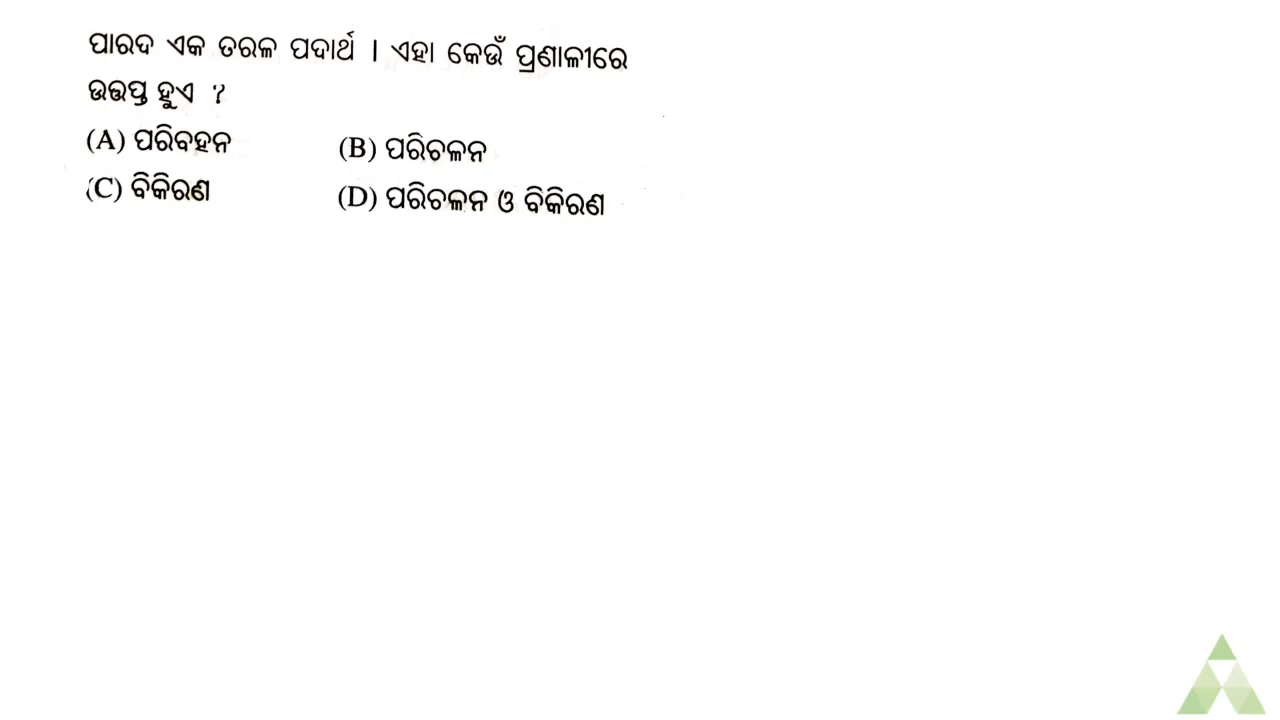 ପାରଦ ଏକ ତରଳ ପଦାର୍ଥ । ଏହା କେଉଁ ପ୍ରଣାଳୀରେ
ଉତ୍ତପ୍ତ ହୁଏ ?
(A) ପରିବହନ (B) ପରିଚଳନ
(C) ବିକିରଣ (D) ପରିଚଳନ ଓ ବିକିରଣ